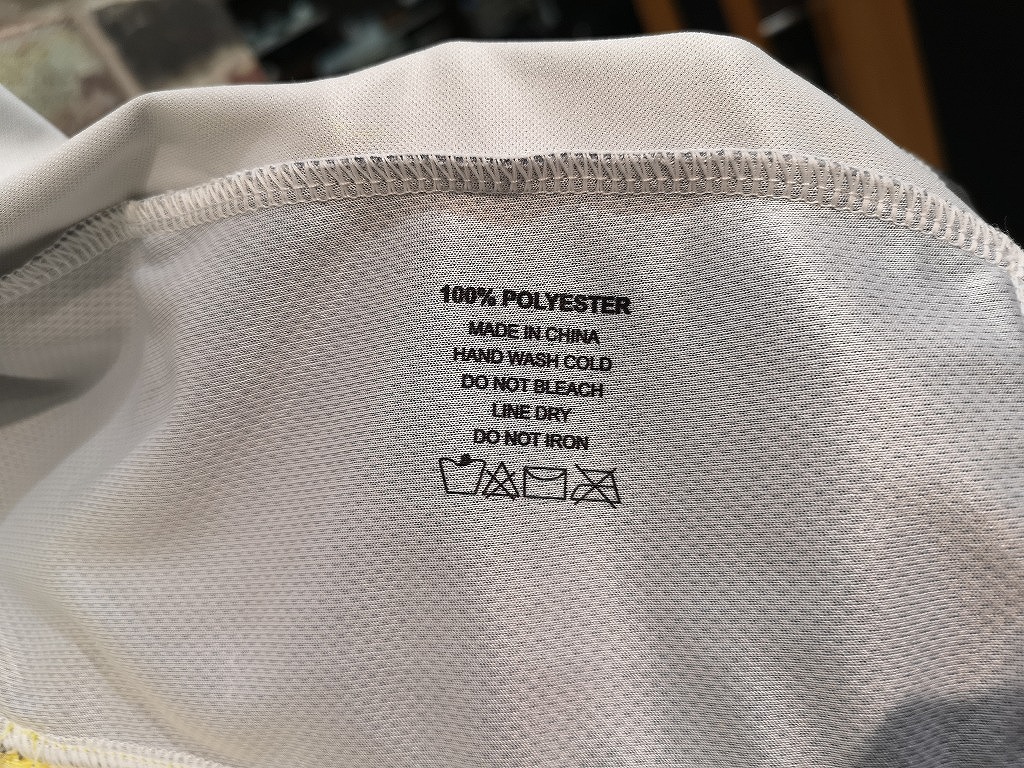 100% POLYESTER
MADE IN CHINA
HAND WASH COLD
DO NOT BLEACH
LINE DRY
DO NOT IRON